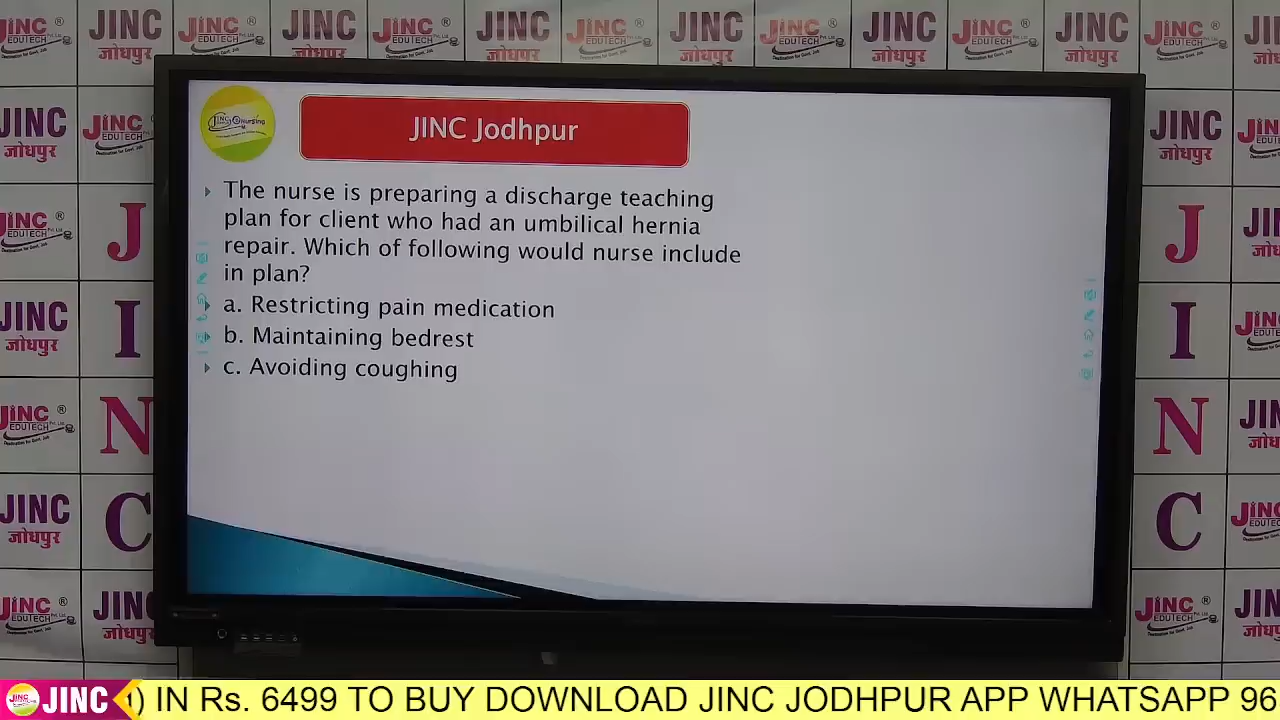 JINC Jodhpur
The nurse is preparing a discharge teaching
plan for client who had an umbilical hernia
repair. Which of following would nurse include
in plan?
a. Restricting pain medication
b. Maintaining bedrest
c. Avoiding coughing
J
I
N
C
J
I
N
C
JINC
जोधपुर
JINC
EDUTECH
JINC
IN Rs. 6499 TO BUY DOWNLOAD JINC JODHPUR APP WHATSAPP 96